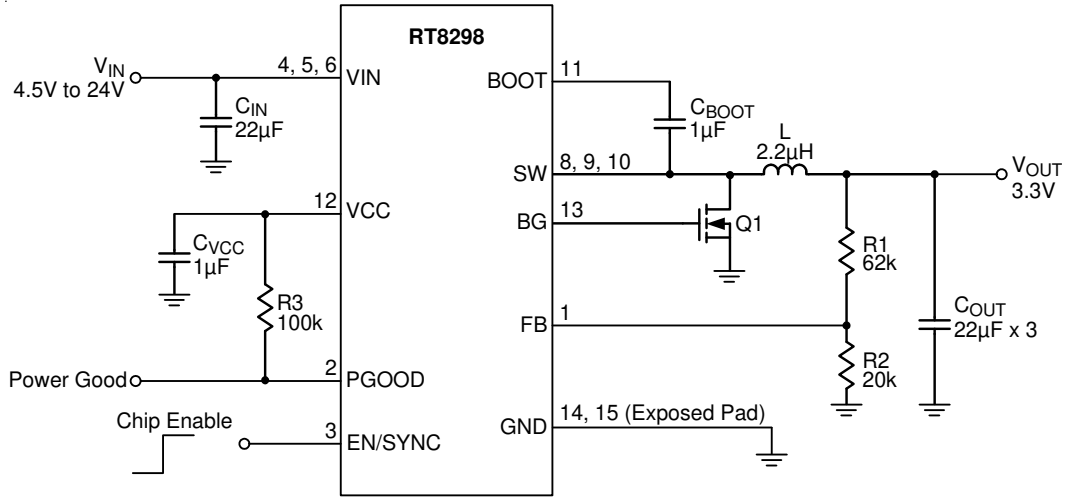 RT8298
VIN
4.5V to 24V
4, 5, 6
VIN
CIN
22µF
BOOT
11
CBOOT
1µF
L
2.2µH
SW
8, 9, 10
VOUT
3.3V
12
VCC
BG
13
Q1
CVCC
1µF
R1
62k
R3
100k
FB
1
COUT
22µF x 3
R2
20k
Power Good
2
PGOOD
Chip Enable
3
EN/SYNC
GND
14, 15 (Exposed Pad)